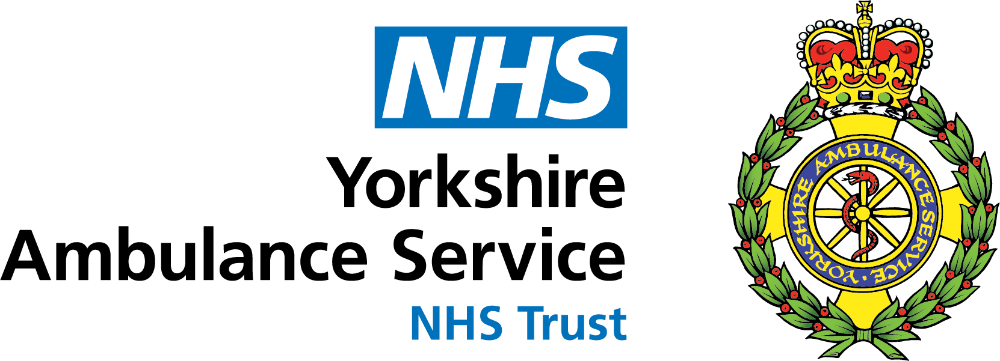 NHS
Yorkshire
Ambulance Service
NHS Trust
YORKSHIRE AMBULANCE SERVICE ·